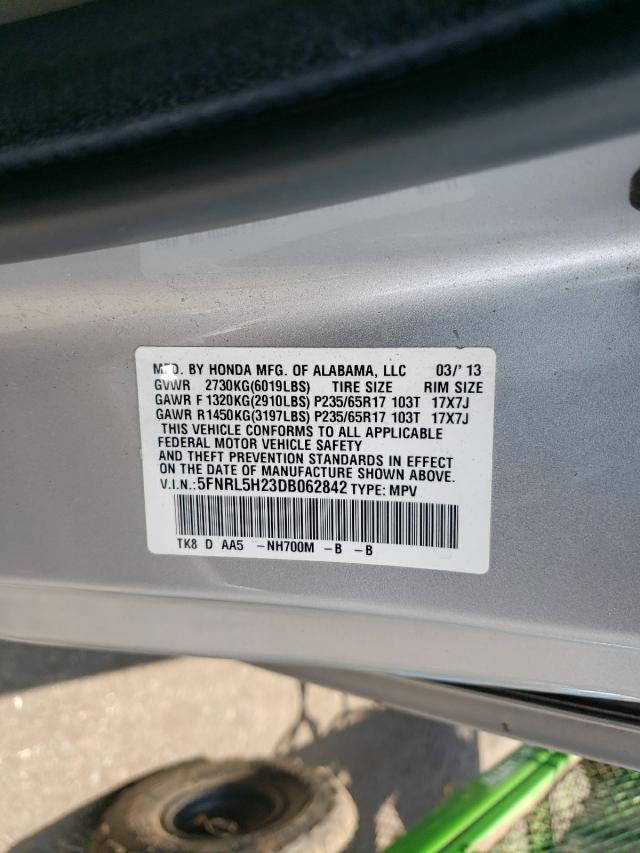 MFD. BY HONDA MFG. OF ALABAMA, LLC 03/' 13
GVWR 2730KG(6019LBS) TIRE SIZE RIM SIZE
GAWR F 1320KG(2910LBS) P235/65R17 103T 17X7J
GAWR R1450KG(3197LBS) P235/65R17 103T 17X7J
THIS VEHICLE CONFORMS TO ALL APPLICABLE
FEDERAL MOTOR VEHICLE SAFETY
AND THEFT PREVENTION STANDARDS IN EFFECT
ON THE DATE OF MANUFACTURE SHOWN ABOVE.
V.I.N.:5FNRL5H23DB062842 TYPE: MPV
TK8 D AA5 -NH700M -B -B